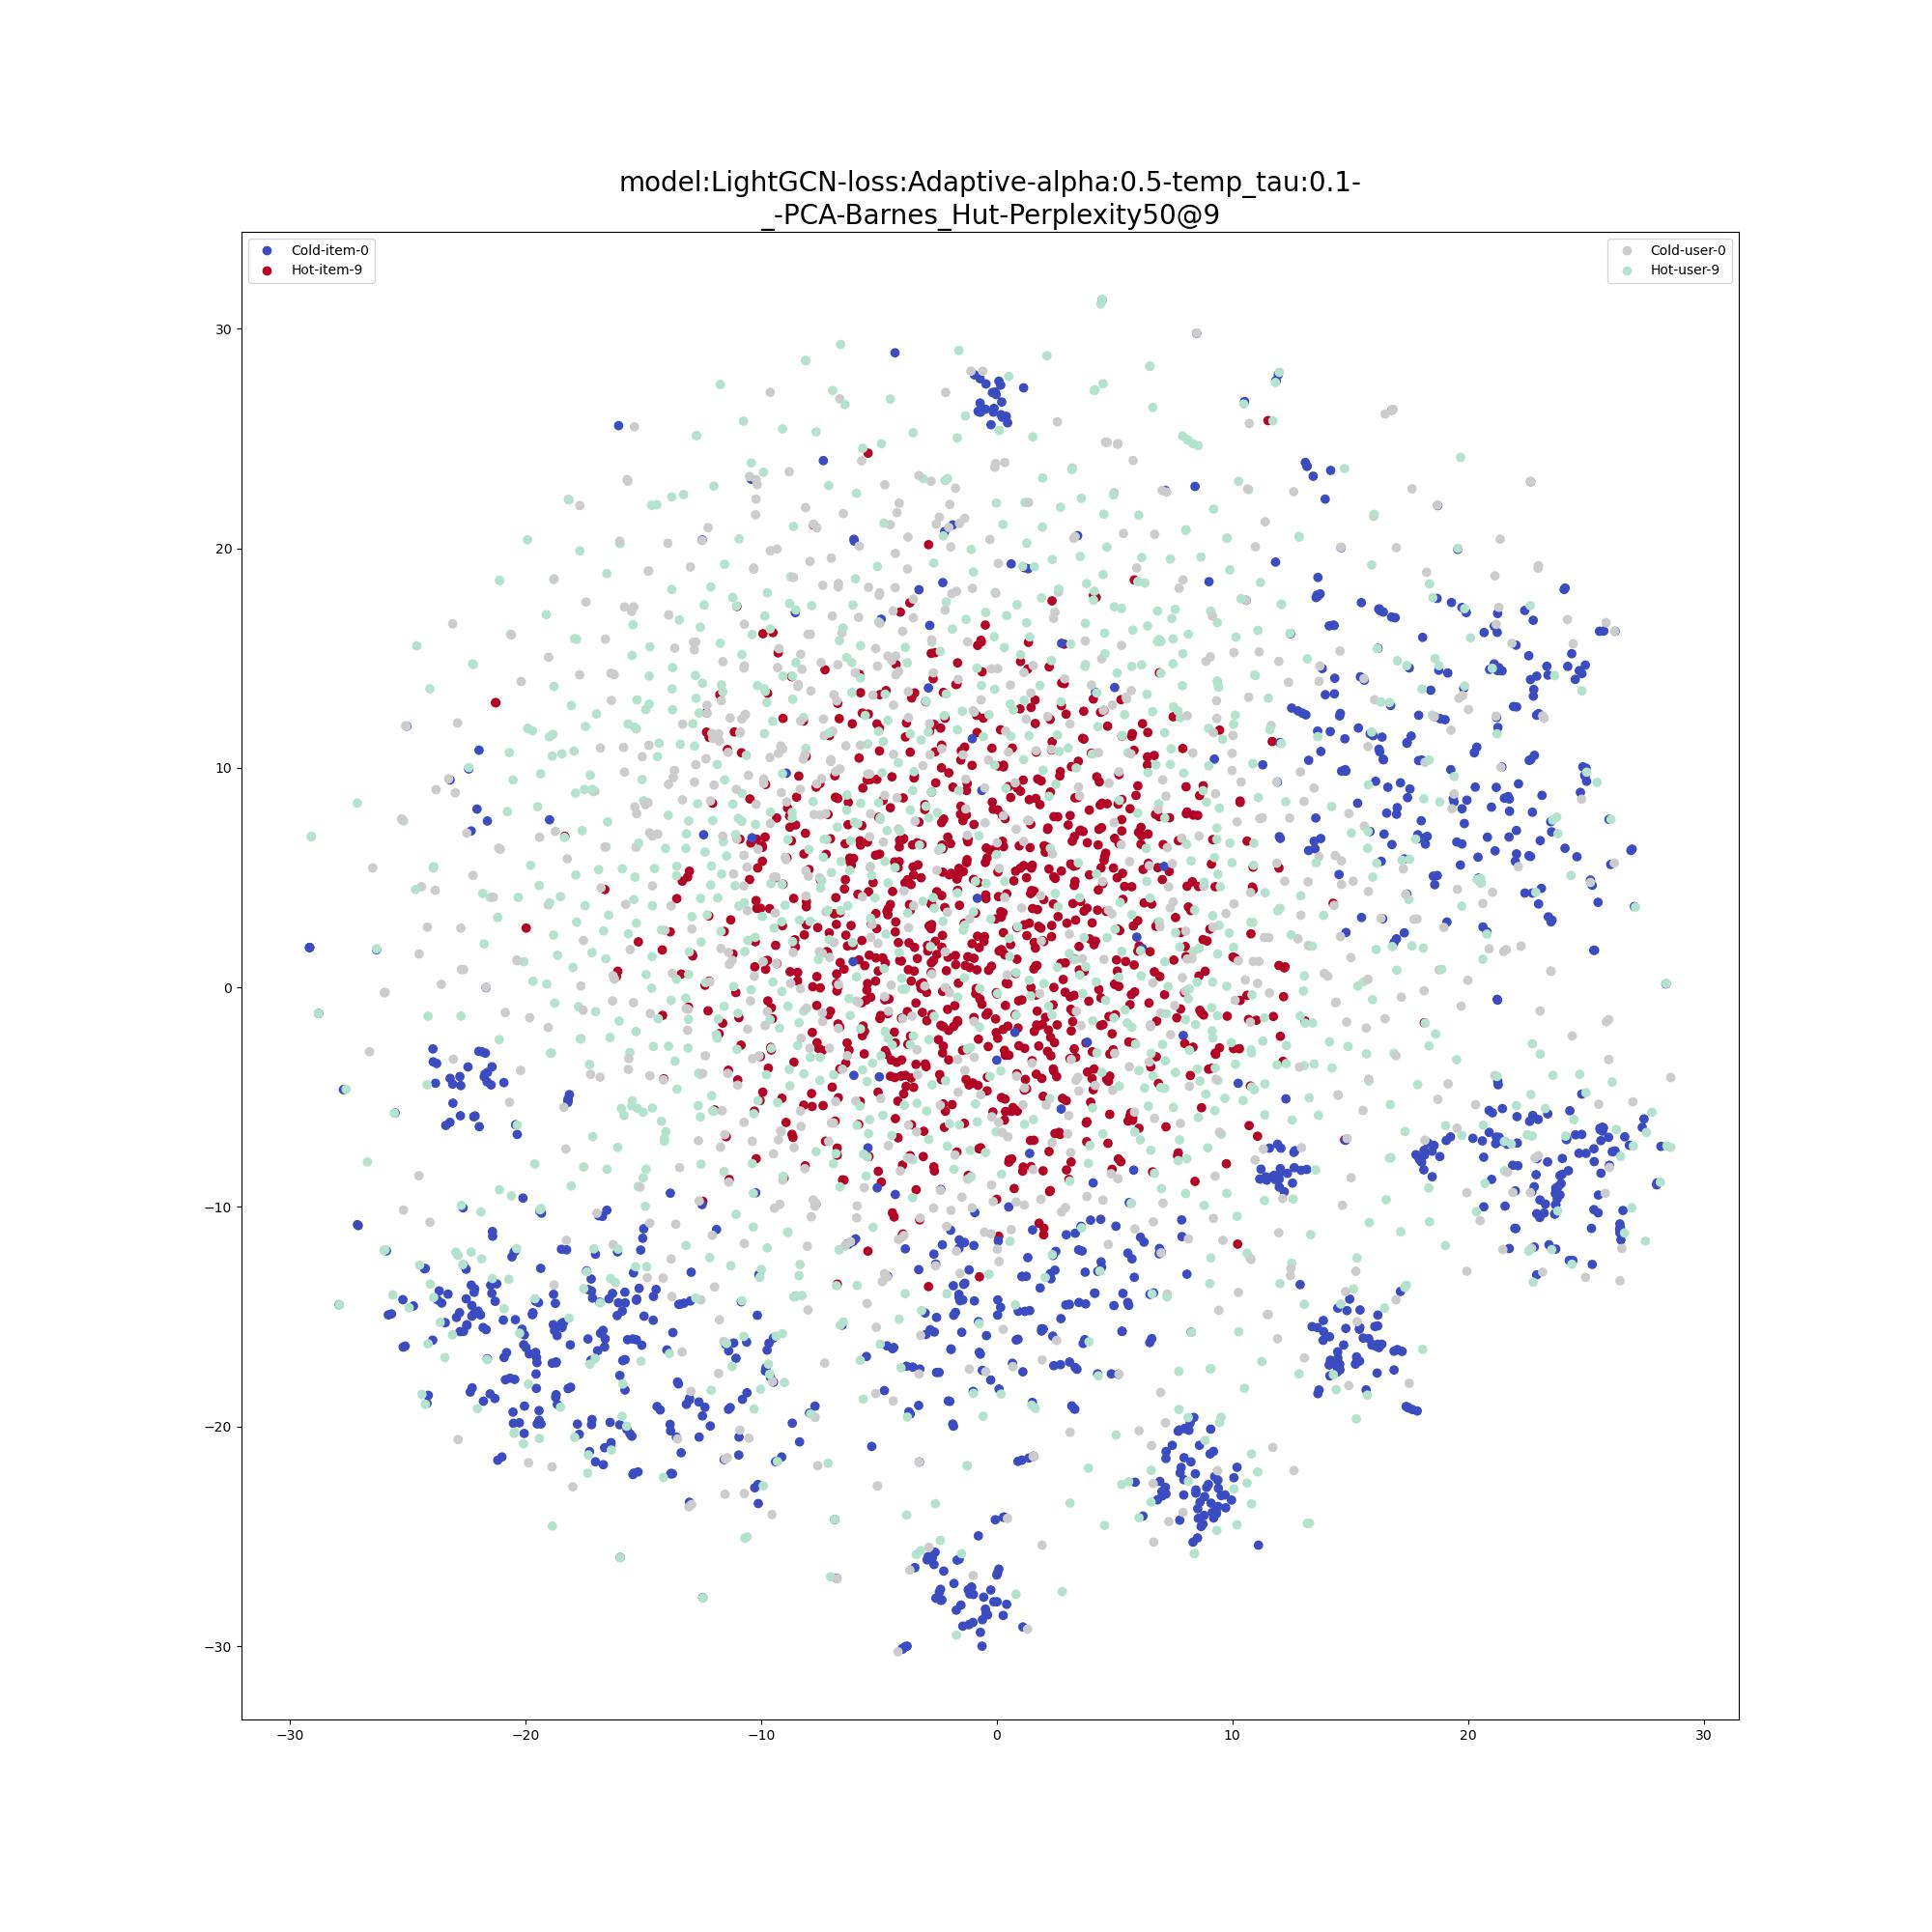 model:LightGCN-loss:Adaptive-alpha:0.5-temp_tau:0.1-
_-PCA-Barnes_Hut-Perplexity50@9
Cold-item-0
Hot-item-9
Cold-user-0
Hot-user-9
30
20
10
0
−10
−20
−30
−30
−20
−10
0
10
20
30